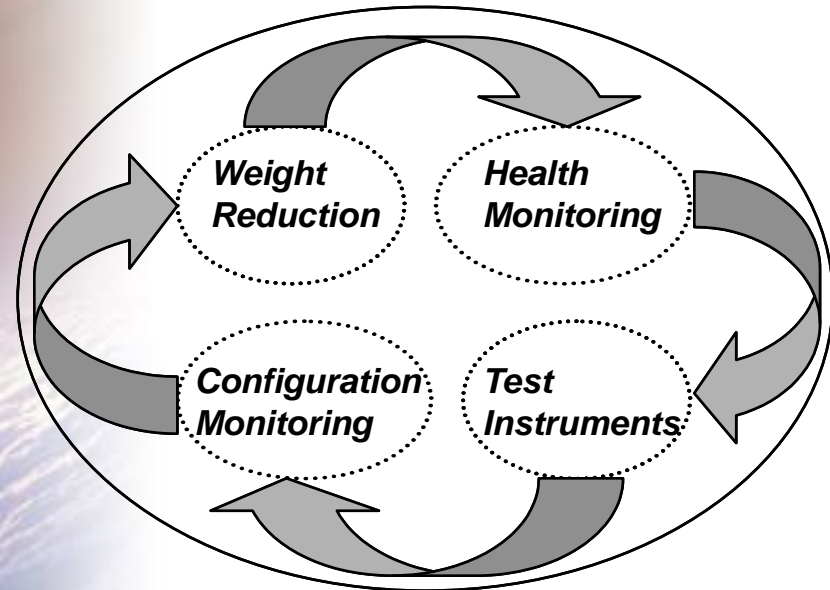 Weight
Reduction
Health
Monitoring
Configuration
Monitoring
Test
Instruments